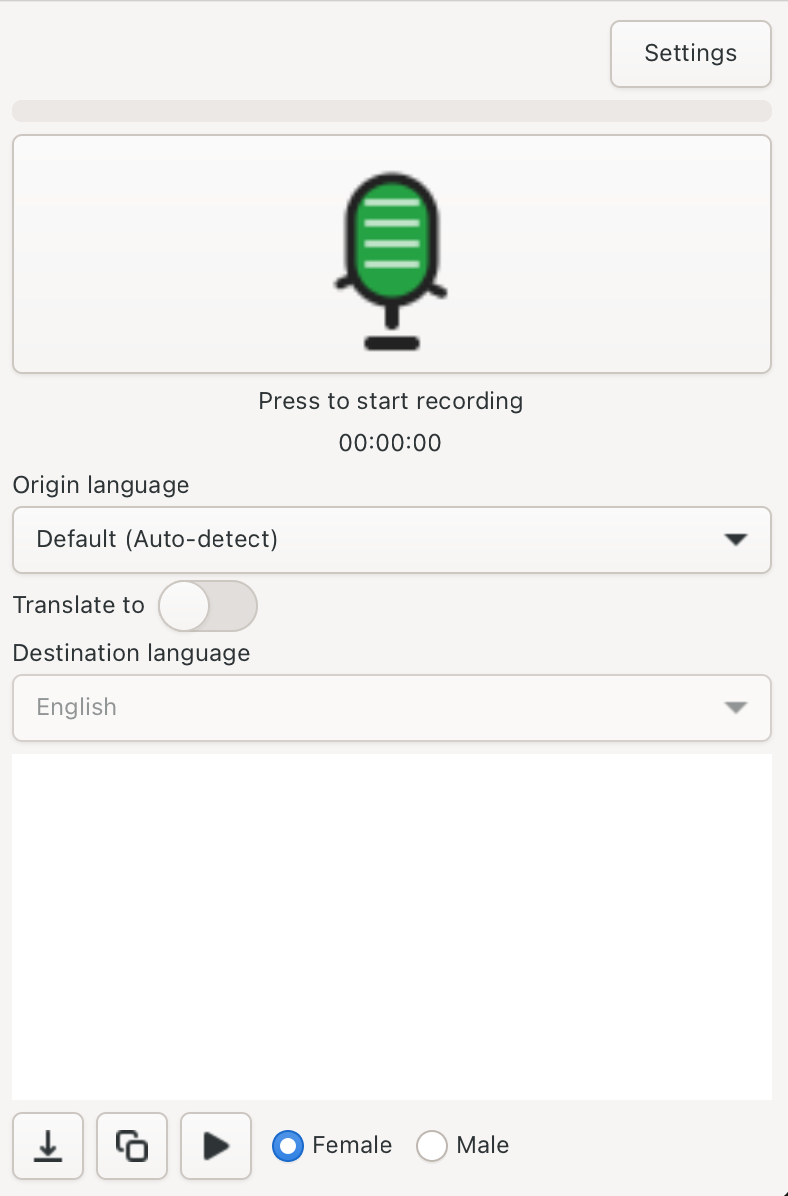 Settings
Press to start recording
00:00:00
Origin language
Default (Auto-detect)
Translate to
Destination language
English
Female Male